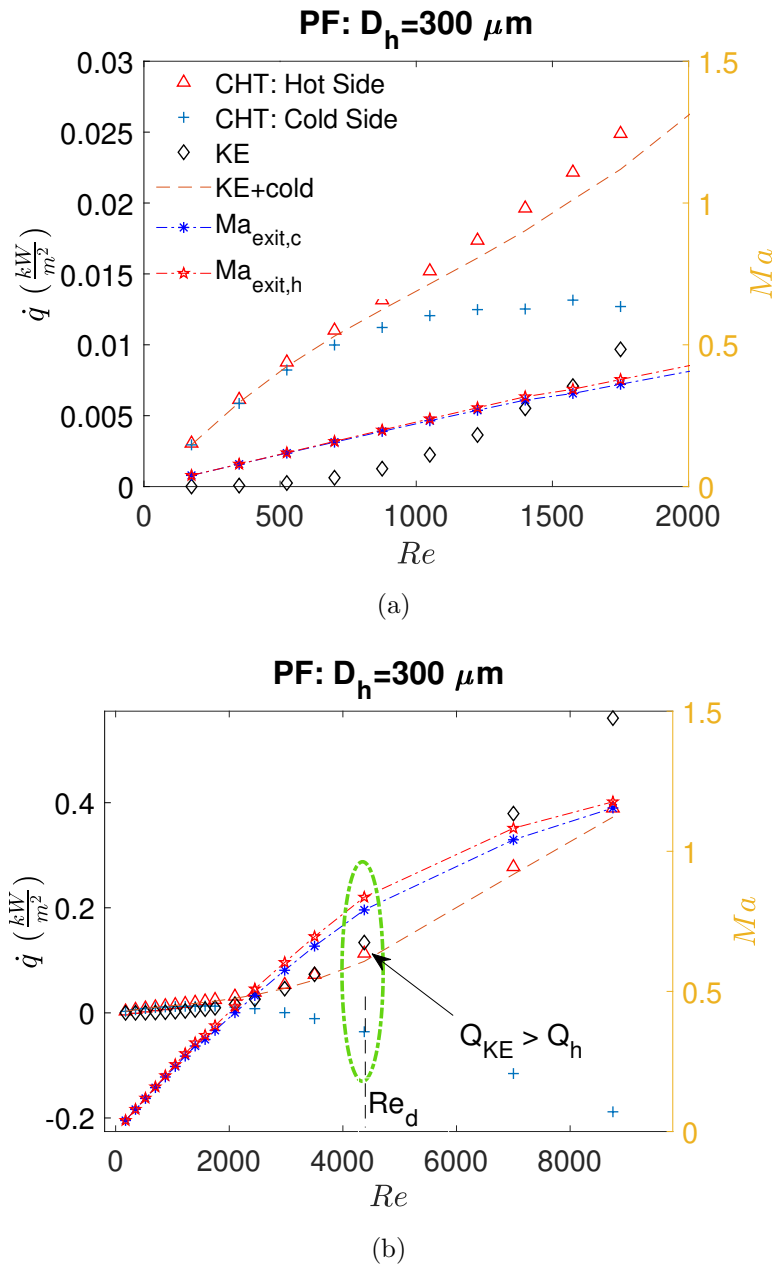 PF: D_h=300 μm
0.03
0.025
0.02
0.015
0.01
0.005
0
q̇ (kW/m²)
CHT: Hot Side
CHT: Cold Side
KE
KE+cold
Ma_exit,c
Ma_exit,h
1.5
1
0.5
0
Ma
0 500 1000 1500 2000
Re
(a)
PF: D_h=300 μm
0.4
0.2
0
-0.2
q̇ (kW/m²)
1.5
1
0.5
0
Ma
Q_KE > Q_h
Re_d
0 2000 4000 6000 8000
Re
(b)